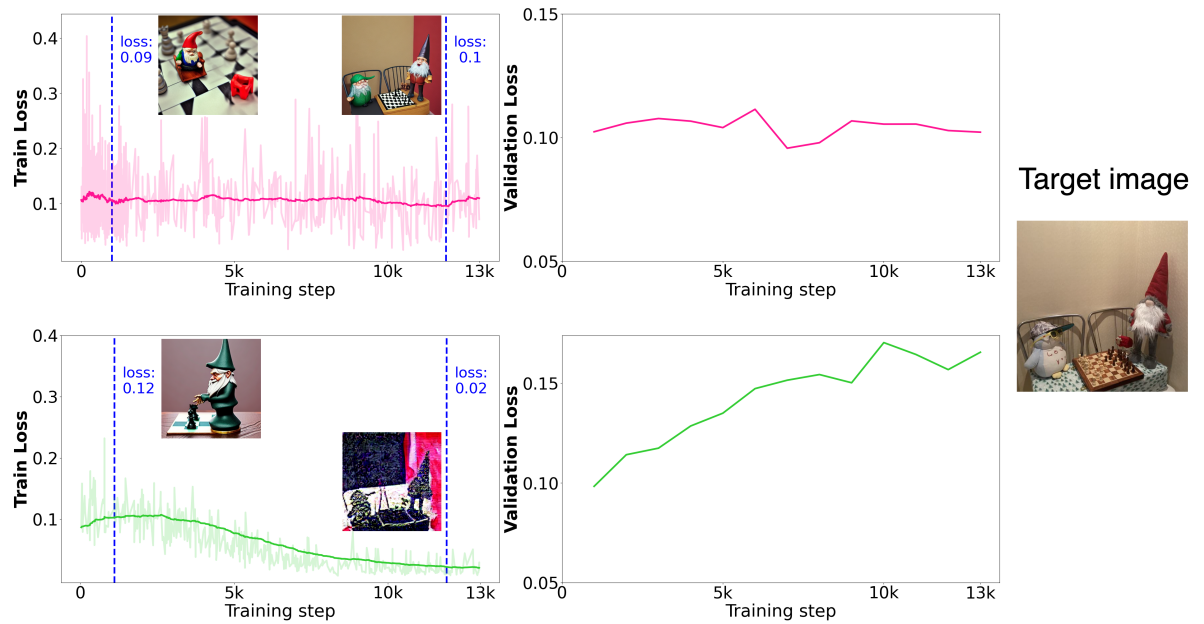 Train Loss
0.4
0.3
0.2
0.1
loss:
0.09
loss:
0.1
0
5k
10k
13k
Training step
Validation Loss
0.15
0.10
0.05
0
5k
10k
13k
Training step
Target image
Train Loss
0.4
0.3
0.2
0.1
loss:
0.12
loss:
0.02
0
5k
10k
13k
Training step
Validation Loss
0.15
0.10
0.05
0
5k
10k
13k
Training step